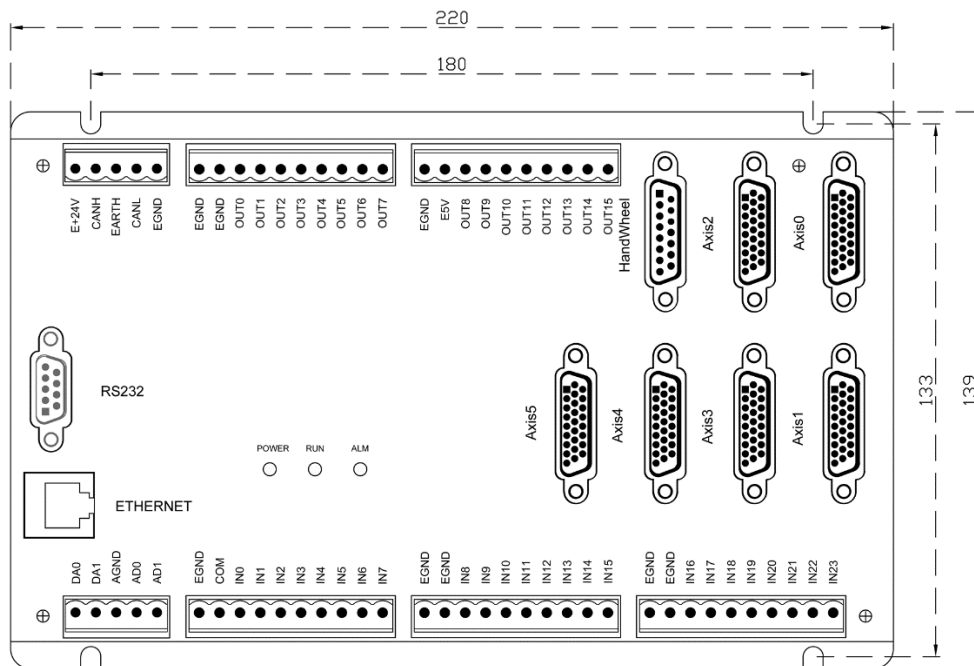 220
180
E+24V
CANH
EARTH
CANL
EGND
EGND
EGND
OUT0
OUT1
OUT2
OUT3
OUT4
OUT5
OUT6
OUT7
EGND
E5V
OUT8
OUT9
OUT10
OUT11
OUT12
OUT13
OUT14
OUT15
HandWheel
Axis2
Axis0
RS232
133
139
Axis5
Axis4
Axis3
Axis1
POWER
RUN
ALM
ETHERNET
DA0
DA1
AGND
AD0
AD1
EGND
COM
IN0
IN1
IN2
IN3
IN4
IN5
IN6
IN7
EGND
EGND
IN8
IN9
IN10
IN11
IN12
IN13
IN14
IN15
EGND
EGND
IN16
IN17
IN18
IN19
IN20
IN21
IN22
IN23